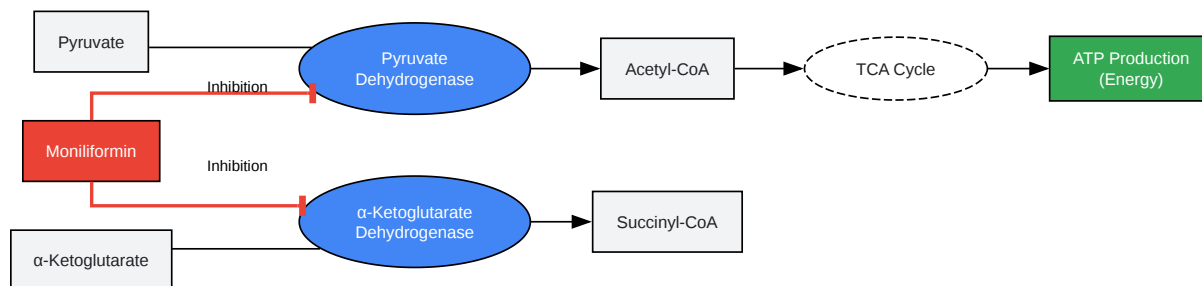 Pyruvate
Pyruvate
Dehydrogenase
Acetyl-CoA
TCA Cycle
ATP Production
(Energy)
Inhibition
Moniliformin
Inhibition
α-Ketoglutarate
Dehydrogenase
Succinyl-CoA
α-Ketoglutarate